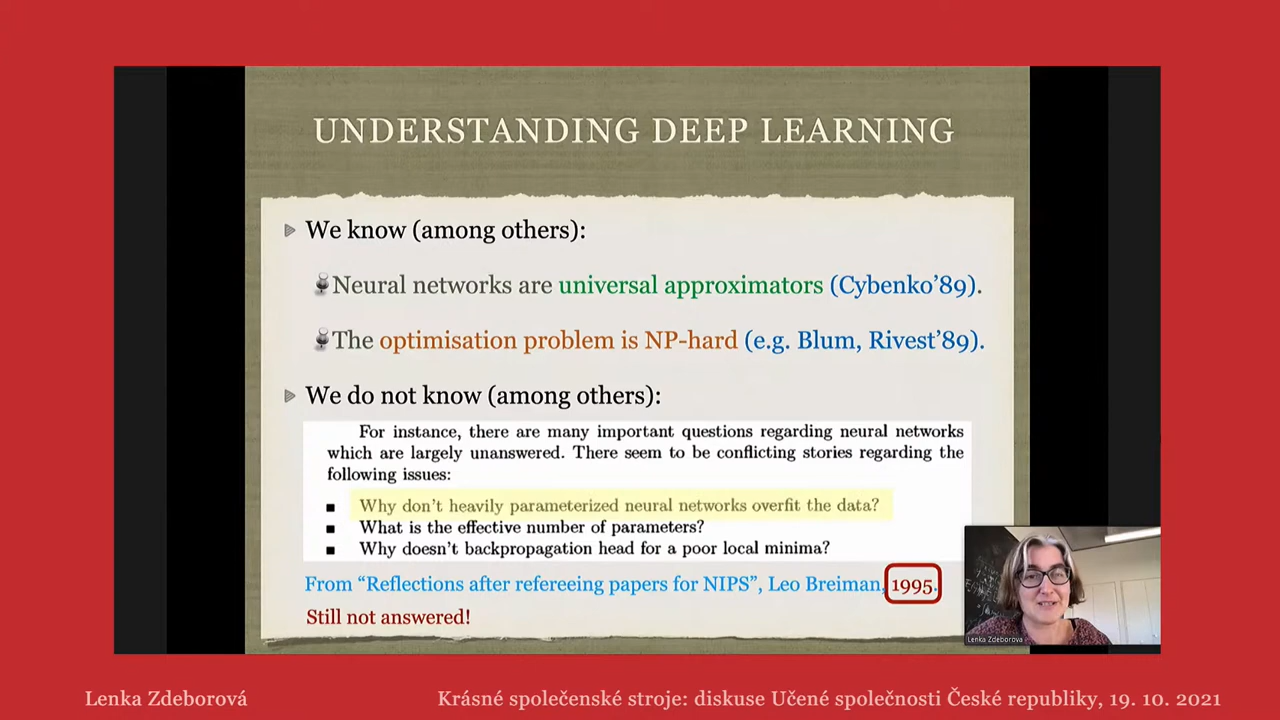 UNDERSTANDING DEEP LEARNING
We know (among others):
Neural networks are universal approximators (Cybenko’89).
The optimisation problem is NP-hard (e.g. Blum, Rivest’89).
We do not know (among others):
For instance, there are many important questions regarding neural networks
which are largely unanswered. There seem to be conflicting stories regarding the
following issues:
Why don't heavily parameterized neural networks overfit the data?
What is the effective number of parameters?
Why doesn't backpropagation head for a poor local minima?
From “Reflections after refereeing papers for NIPS”, Leo Breiman, 1995.
Still not answered!
Lenka Zdeborova
Lenka Zdeborová
Krásné společenské stroje: diskuse Učené společnosti České republiky, 19. 10. 2021